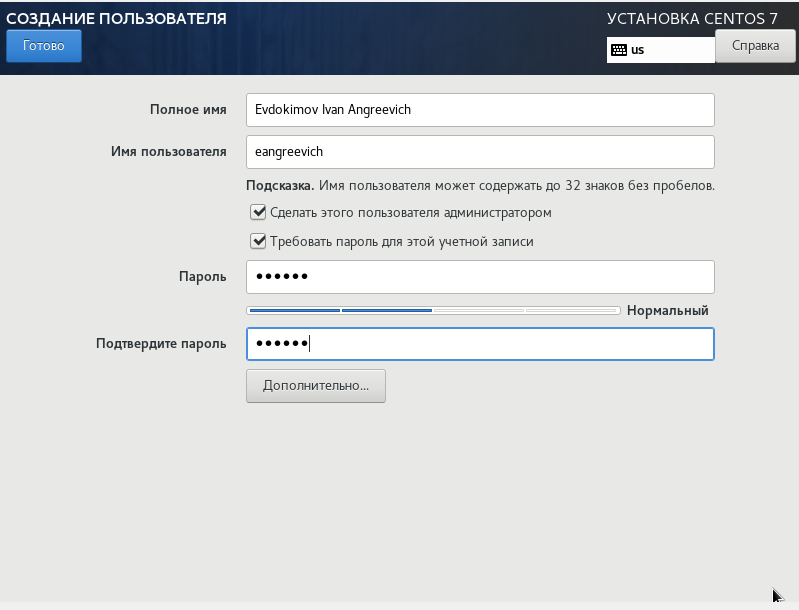 СОЗДАНИЕ ПОЛЬЗОВАТЕЛЯ
УСТАНОВКА CENTOS 7
Готово
us
Справка
Полное имя
Evdokimov Ivan Angreevich
Имя пользователя
eangreevich
Подсказка. Имя пользователя может содержать до 32 знаков без пробелов.
Сделать этого пользователя администратором
Требовать пароль для этой учетной записи
Пароль
••••••
Нормальный
Подтвердите пароль
••••••
Дополнительно...